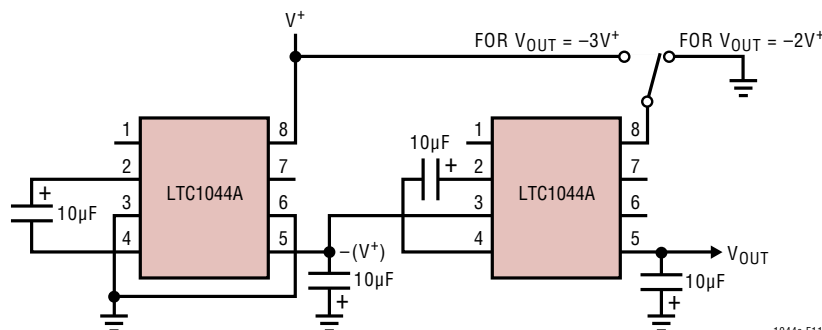 V+
FOR VOUT = –3V+
FOR VOUT = –2V+
1
2
3
4
LTC1044A
8
7
6
5
+
10µF
–(V+)
10µF
+
10µF
+
1
2
3
4
LTC1044A
8
7
6
5
VOUT
10µF
+